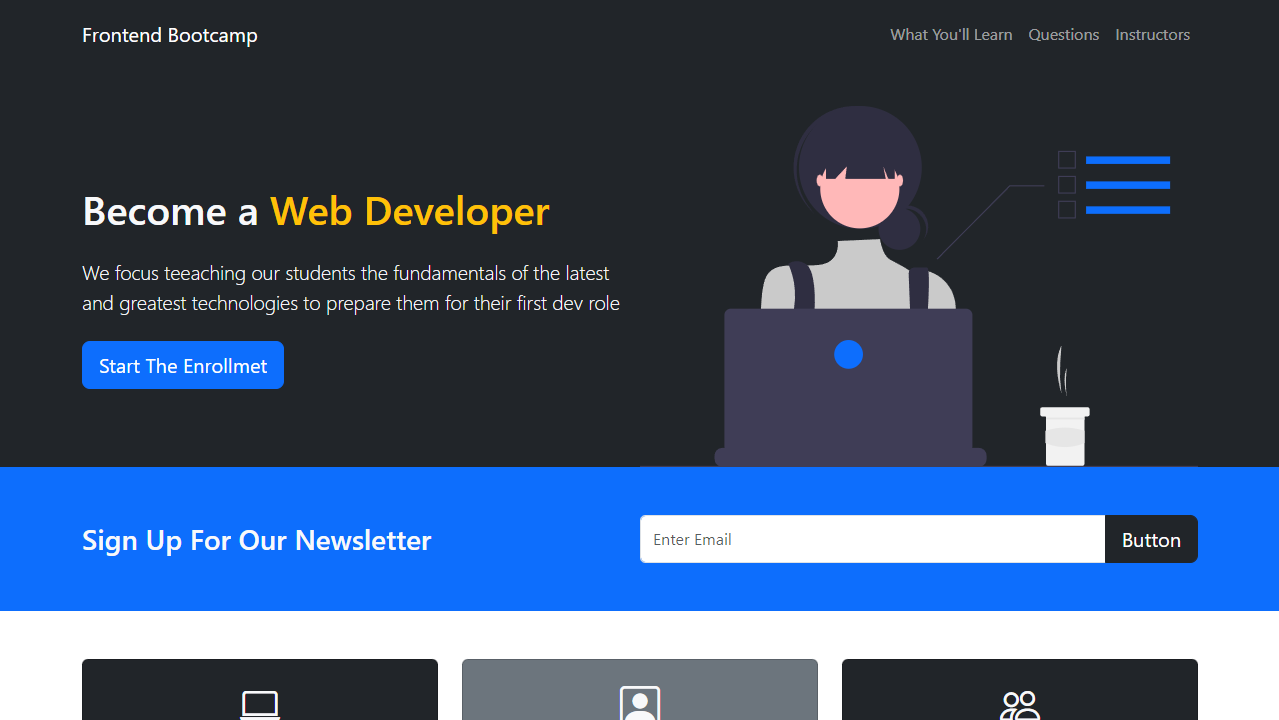 Frontend Bootcamp
What You'll Learn Questions Instructors
Become a Web Developer
We focus teeaching our students the fundamentals of the latest
and greatest technologies to prepare them for their first dev role
Start The Enrollmet
Sign Up For Our Newsletter
Enter Email
Button